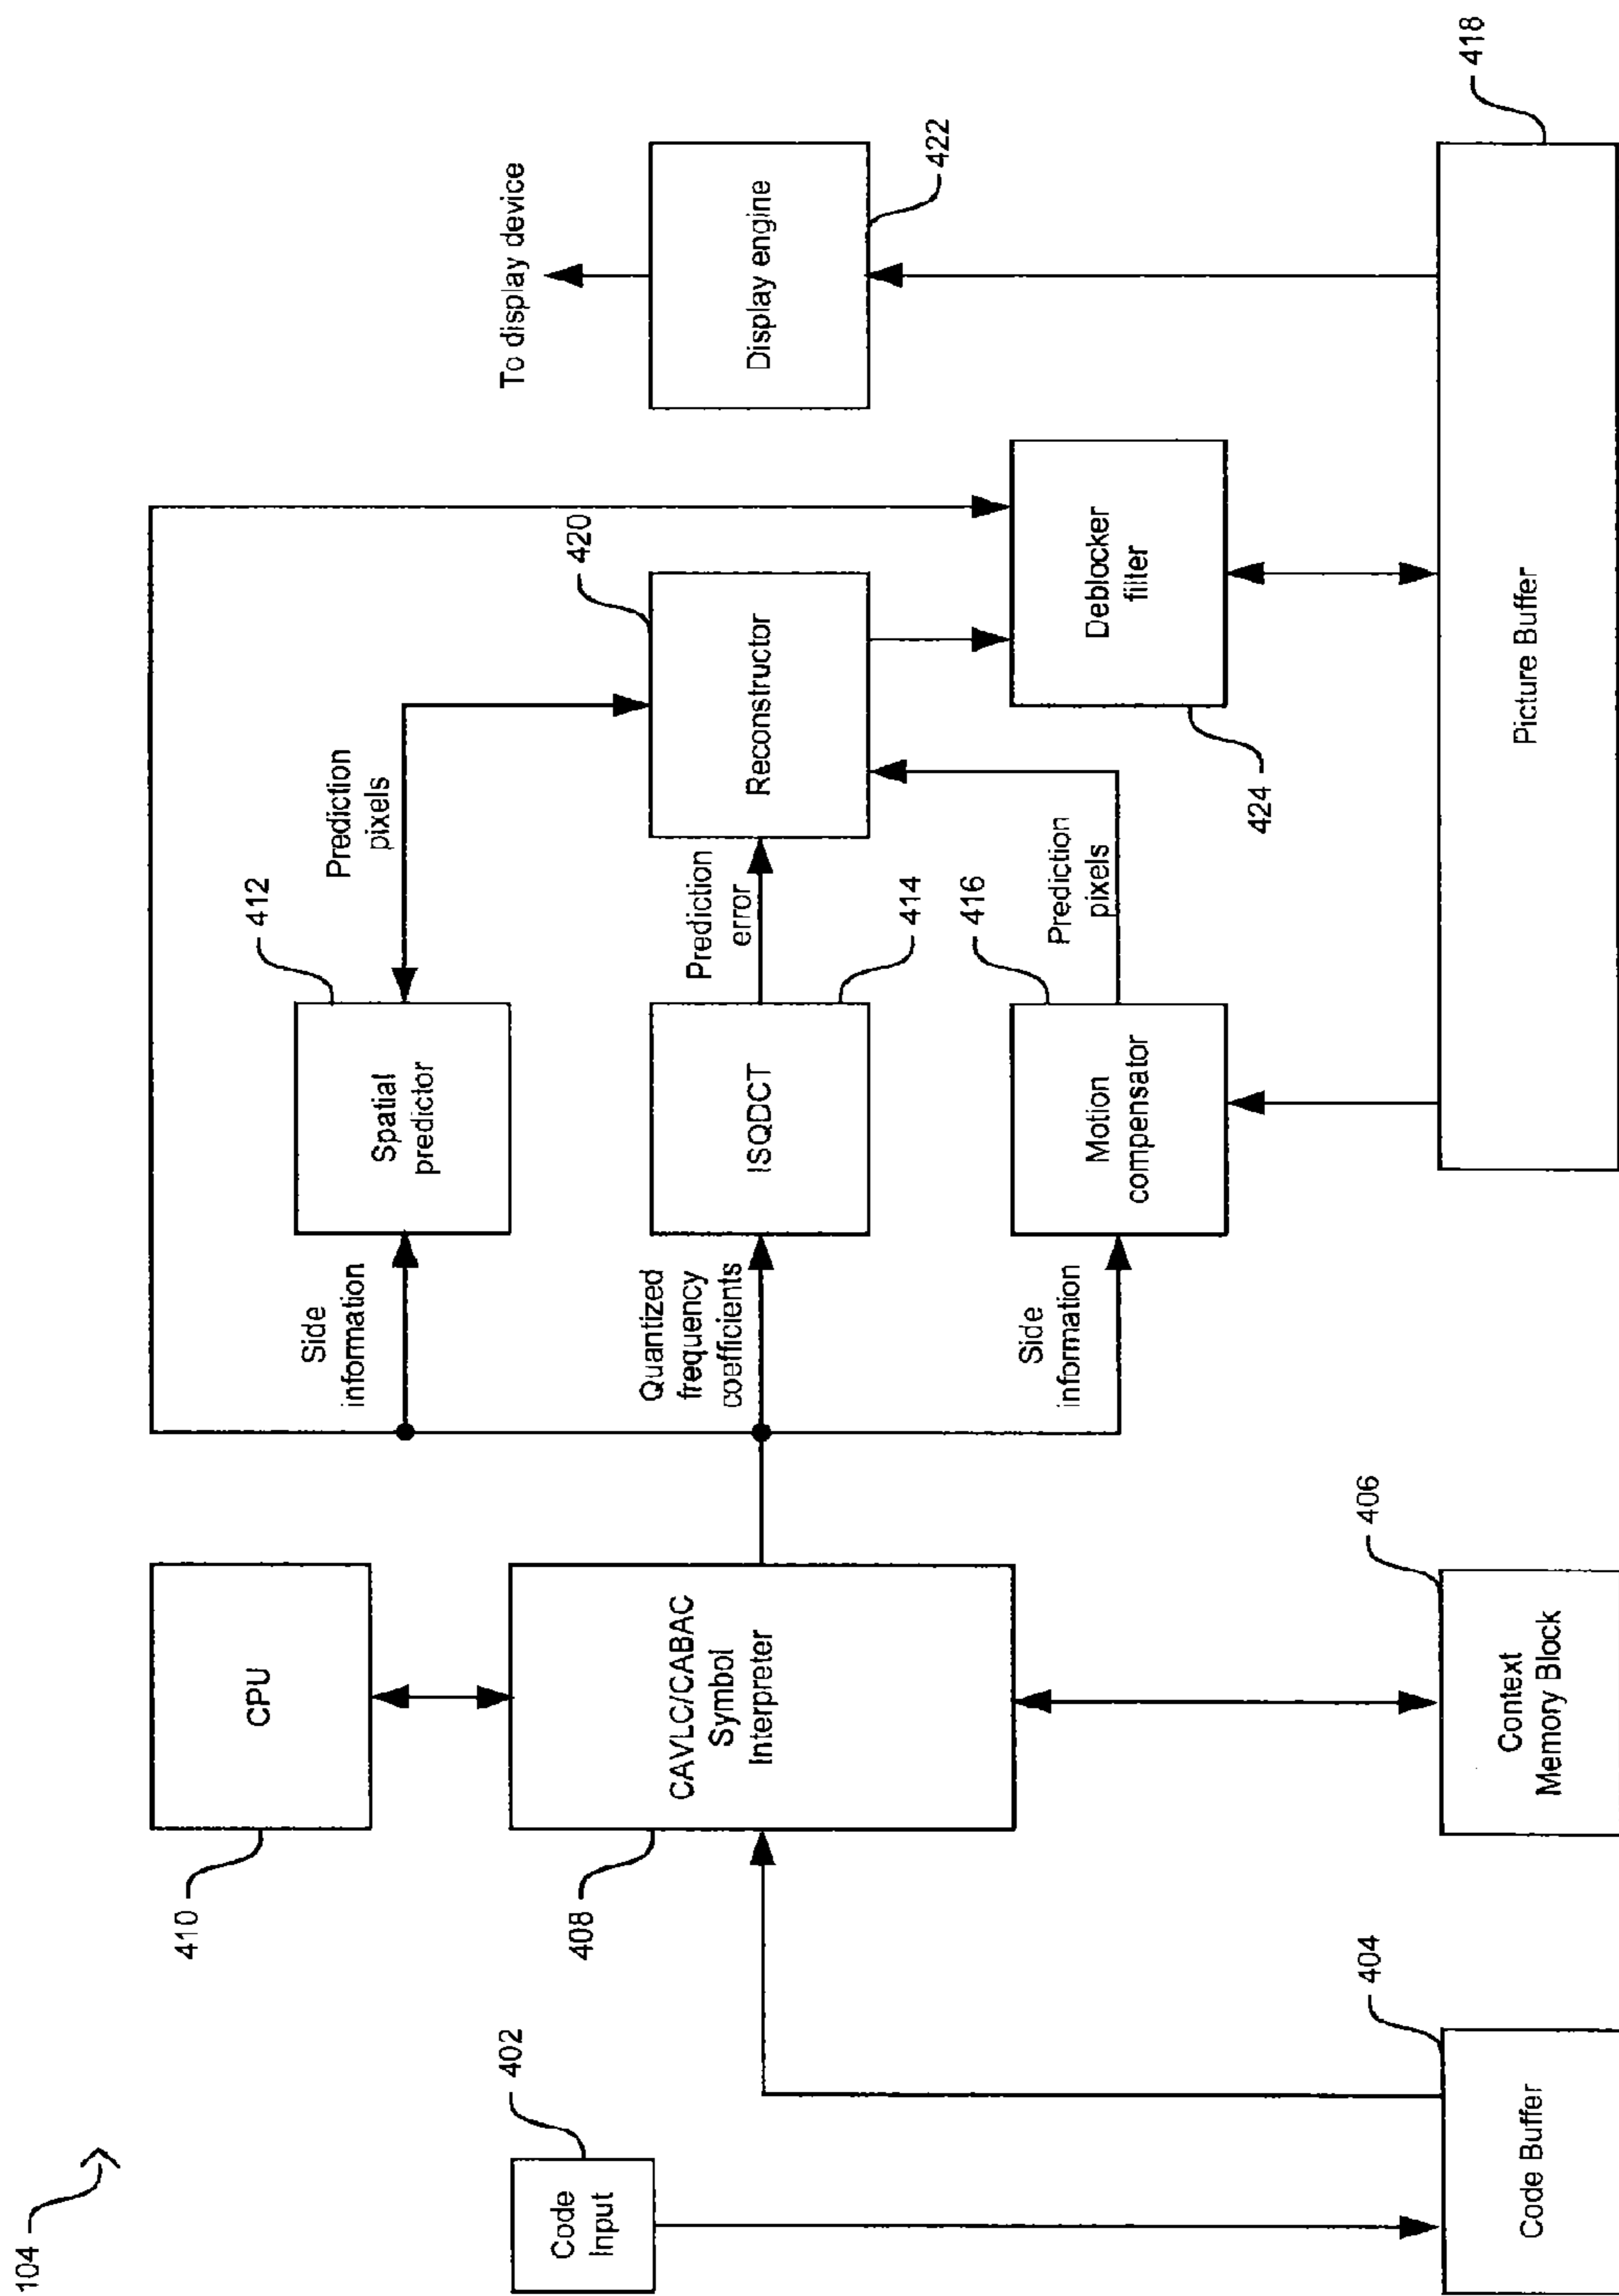 104
410
CPU
412
Side
information
Spatial
predictor
Prediction
pixels
To display device
402
Code
Input
408
CAVLC/CABAC
Symbol
Interpreter
Quantized
frequency
coefficients
ISQDCT
414
Prediction
error
Reconstructor
420
Display engine
422
Side
information
Motion
compensator
416
Prediction
pixels
424
Deblocker
filter
404
Code Buffer
406
Context
Memory Block
Picture Buffer
418